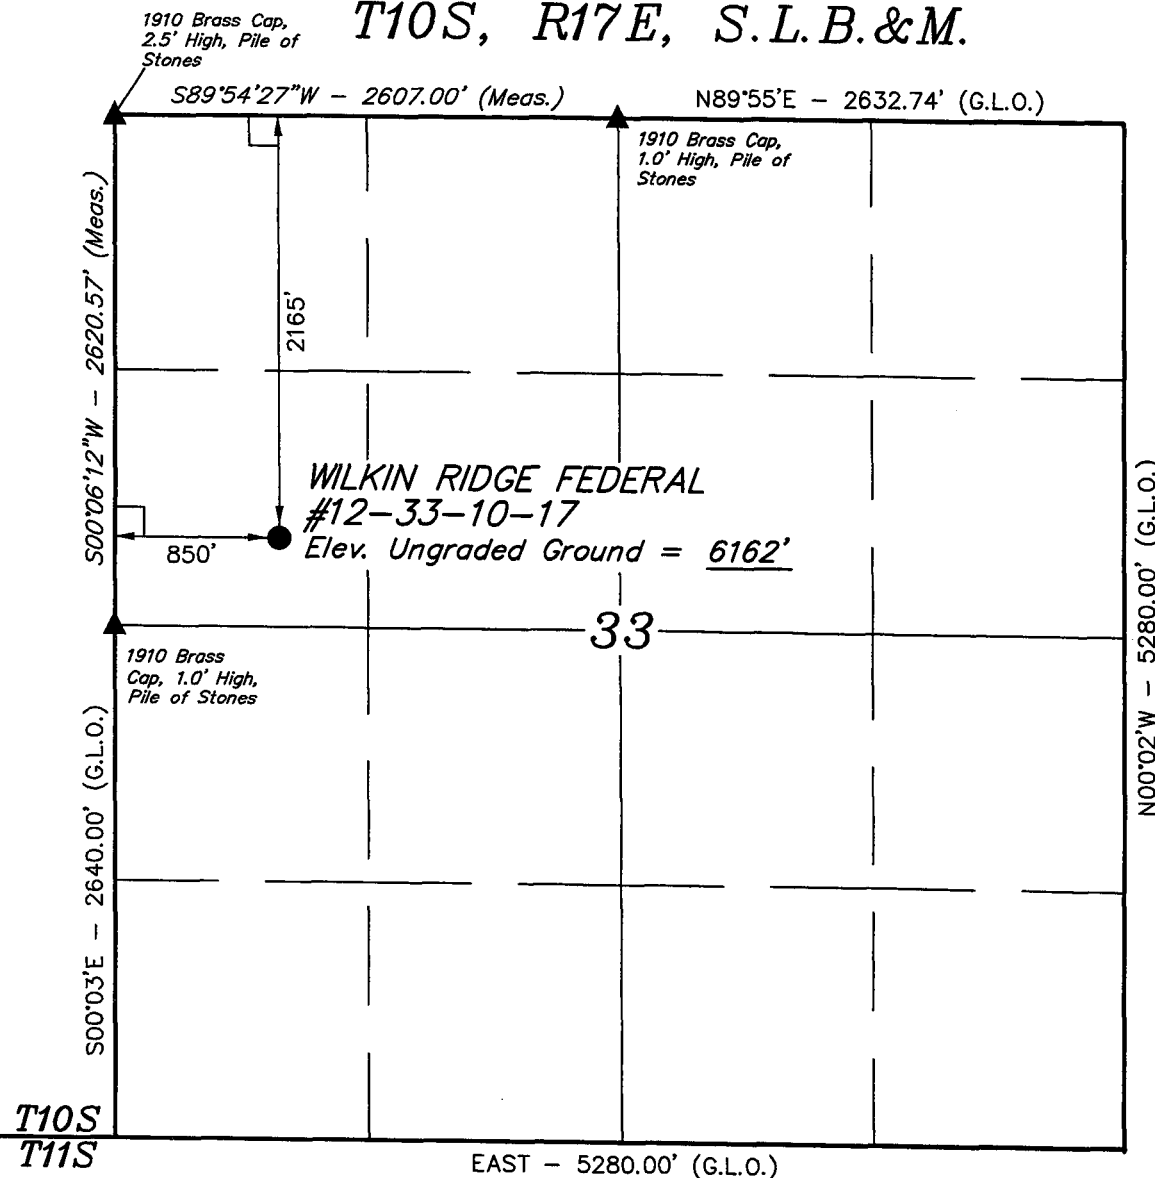 T10S, R17E, S.L.B.&M.
1910 Brass Cap,
2.5' High, Pile of
Stones
S89°54'27"W - 2607.00' (Meas.)
N89°55'E - 2632.74' (G.L.O.)
1910 Brass Cap,
1.0' High, Pile of
Stones
S00°06'12"W - 2620.57' (Meas.)
2165'
WILKIN RIDGE FEDERAL
#12-33-10-17
Elev. Ungraded Ground = 6162'
850'
33
1910 Brass
Cap, 1.0' High,
Pile of Stones
N00°02'W - 5280.00' (G.L.O.)
S00°03'E - 2640.00' (G.L.O.)
T10S
T11S
EAST - 5280.00' (G.L.O.)